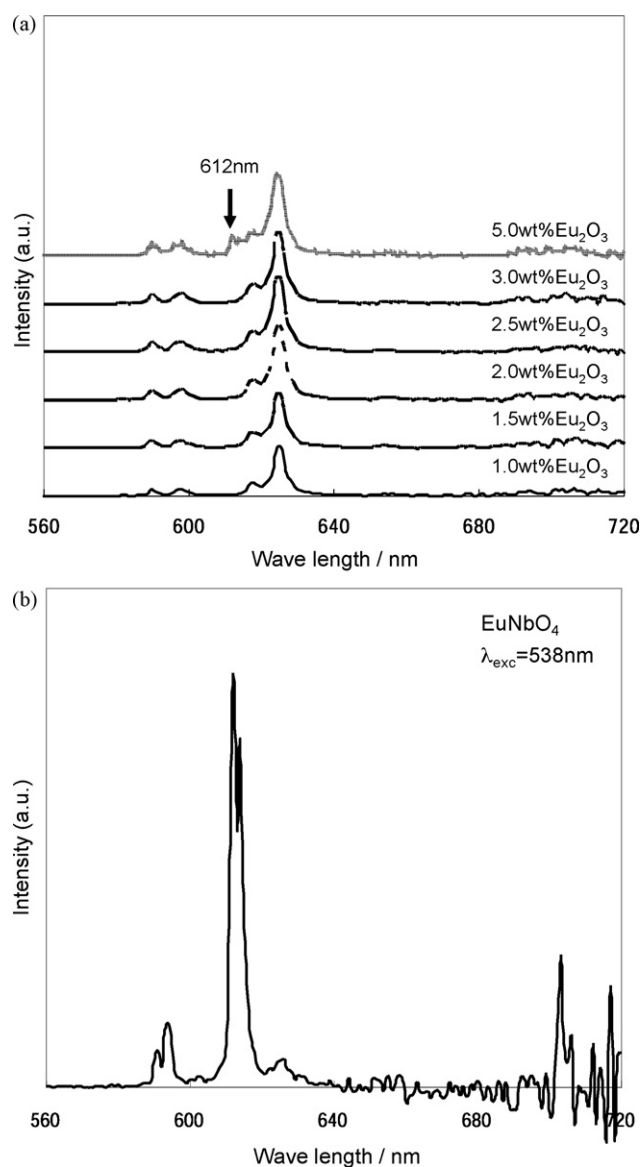 (a)
612nm
5.0wt%Eu₂O₃
3.0wt%Eu₂O₃
2.5wt%Eu₂O₃
2.0wt%Eu₂O₃
1.5wt%Eu₂O₃
1.0wt%Eu₂O₃
Intensity (a.u.)
560 600 640 680 720
Wave length / nm
(b)
EuNbO₄
λexc=538nm
Intensity (a.u.)
560 600 640 680 720
Wave length / nm